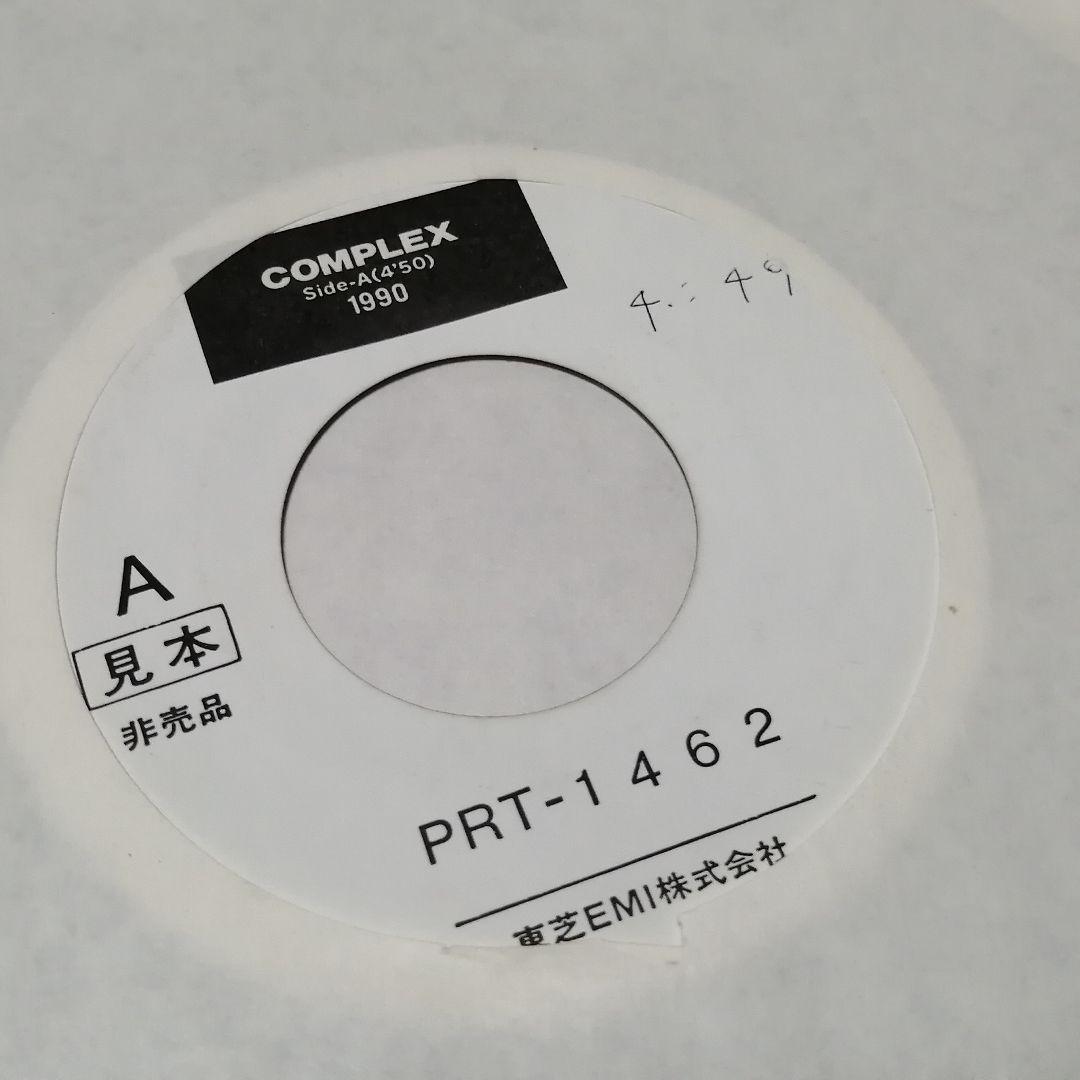 COMPLEX
Side-A(4'50)
1990
4:49
A
見本
非売品
PRT-1462
東芝EMI株式会社